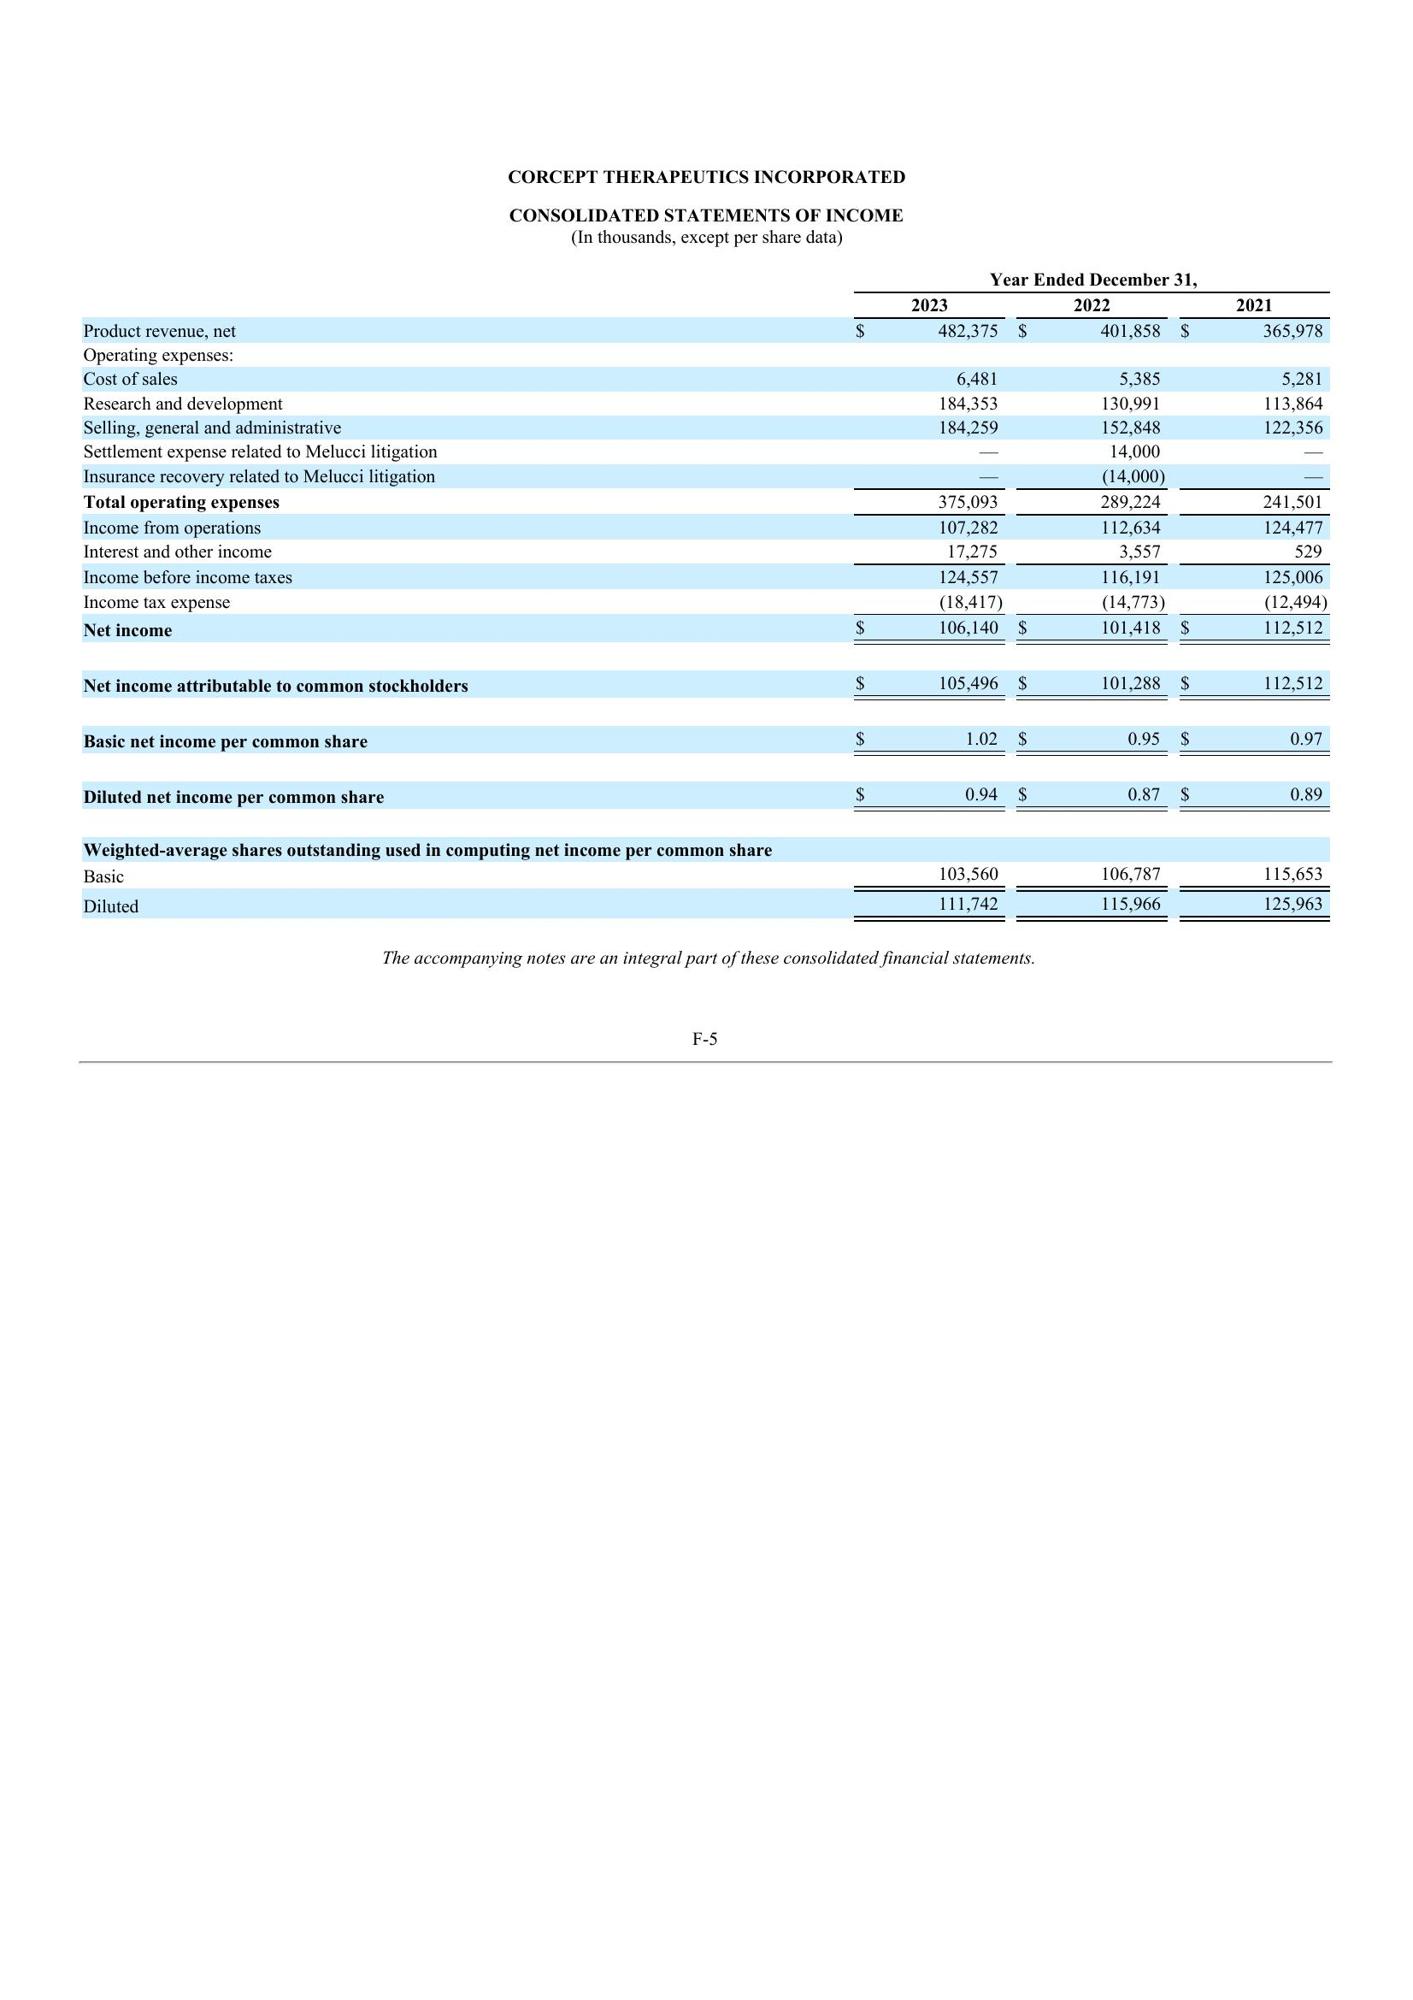 CORCEPT THERAPEUTICS INCORPORATED
CONSOLIDATED STATEMENTS OF INCOME
(In thousands, except per share data)
Year Ended December 31,
2023 2022 2021
Product revenue, net $ 482,375 $ 401,858 $ 365,978
Operating expenses:
Cost of sales 6,481 5,385 5,281
Research and development 184,353 130,991 113,864
Selling, general and administrative 184,259 152,848 122,356
Settlement expense related to Melucci litigation — 14,000 —
Insurance recovery related to Melucci litigation — (14,000) —
Total operating expenses 375,093 289,224 241,501
Income from operations 107,282 112,634 124,477
Interest and other income 17,275 3,557 529
Income before income taxes 124,557 116,191 125,006
Income tax expense (18,417) (14,773) (12,494)
Net income $ 106,140 $ 101,418 $ 112,512
Net income attributable to common stockholders $ 105,496 $ 101,288 $ 112,512
Basic net income per common share $ 1.02 $ 0.95 $ 0.97
Diluted net income per common share $ 0.94 $ 0.87 $ 0.89
Weighted-average shares outstanding used in computing net income per common share
Basic 103,560 106,787 115,653
Diluted 111,742 115,966 125,963
The accompanying notes are an integral part of these consolidated financial statements.
F-5